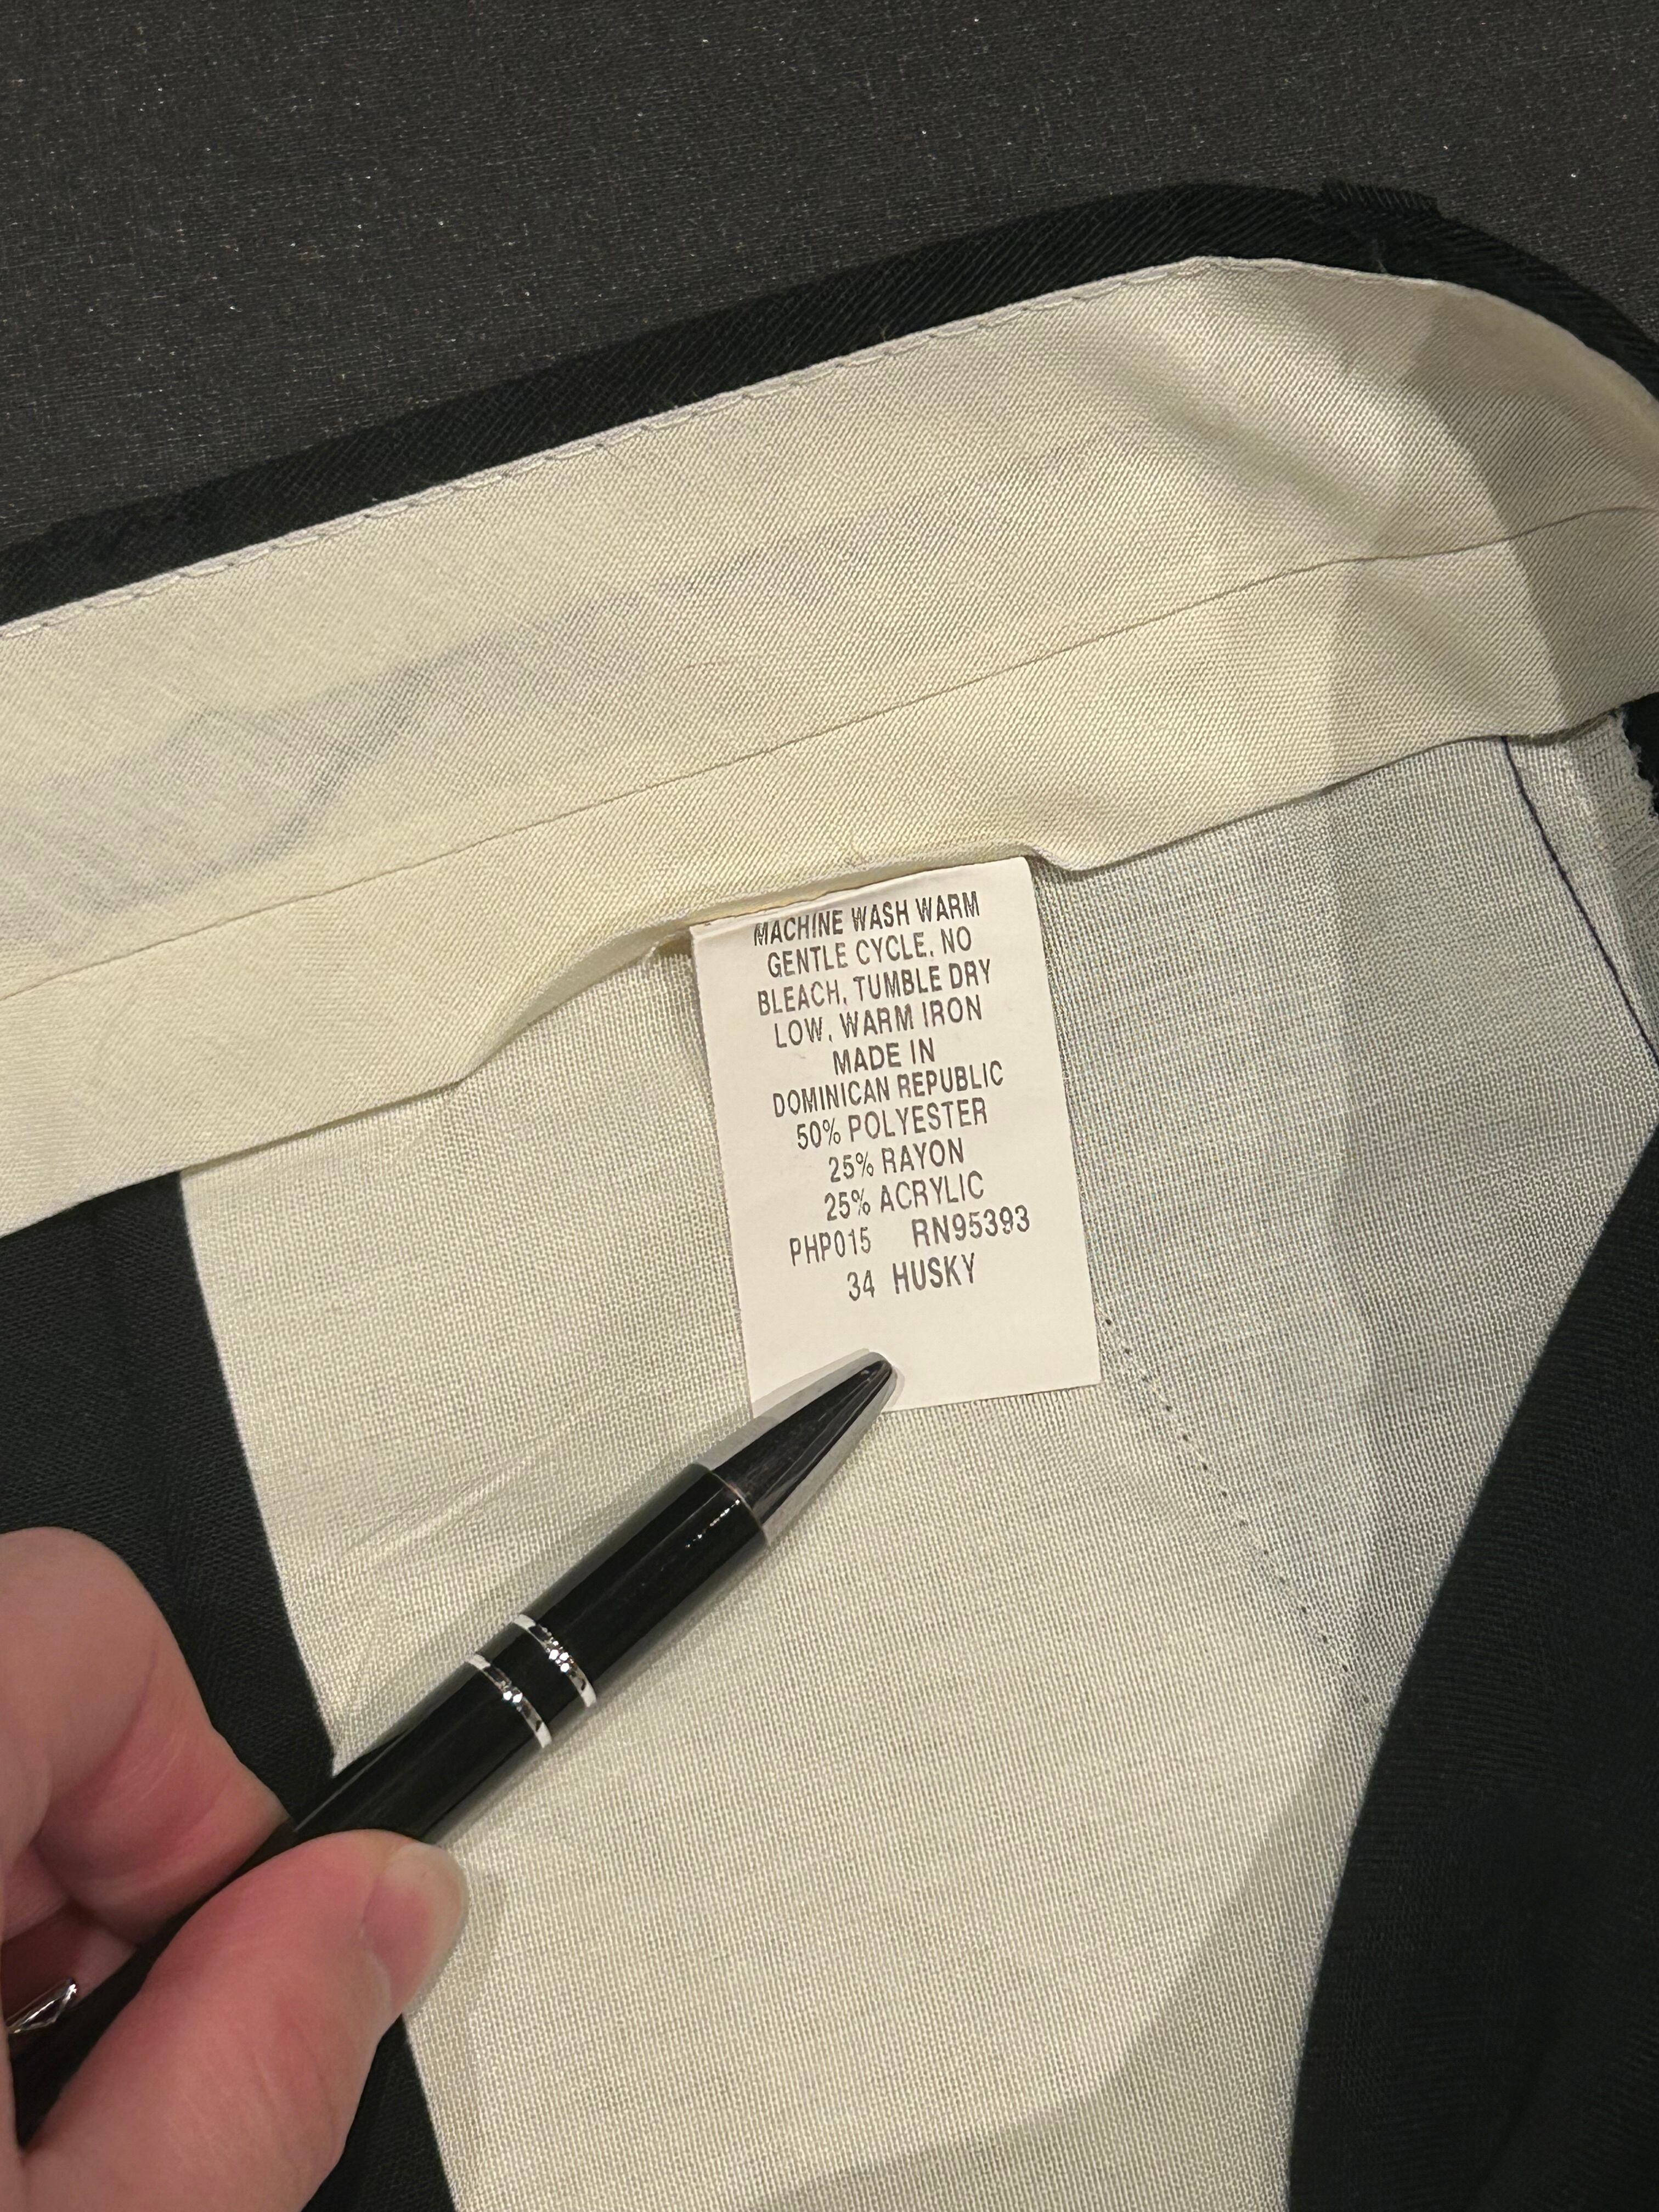 MACHINE WASH WARM
GENTLE CYCLE, NO
BLEACH, TUMBLE DRY
LOW, WARM IRON
MADE IN
DOMINICAN REPUBLIC
50% POLYESTER
25% RAYON
25% ACRYLIC
PHP015 RN95393
34 HUSKY